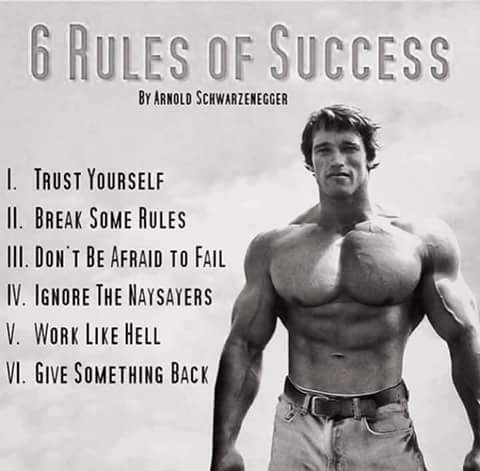 6 RULES OF SUCCESS
BY ARNOLD SCHWARZENEGGER
I. TRUST YOURSELF
II. BREAK SOME RULES
III. DON'T BE AFRAID TO FAIL
IV. IGNORE THE NAYSAYERS
V. WORK LIKE HELL
VI. GIVE SOMETHING BACK